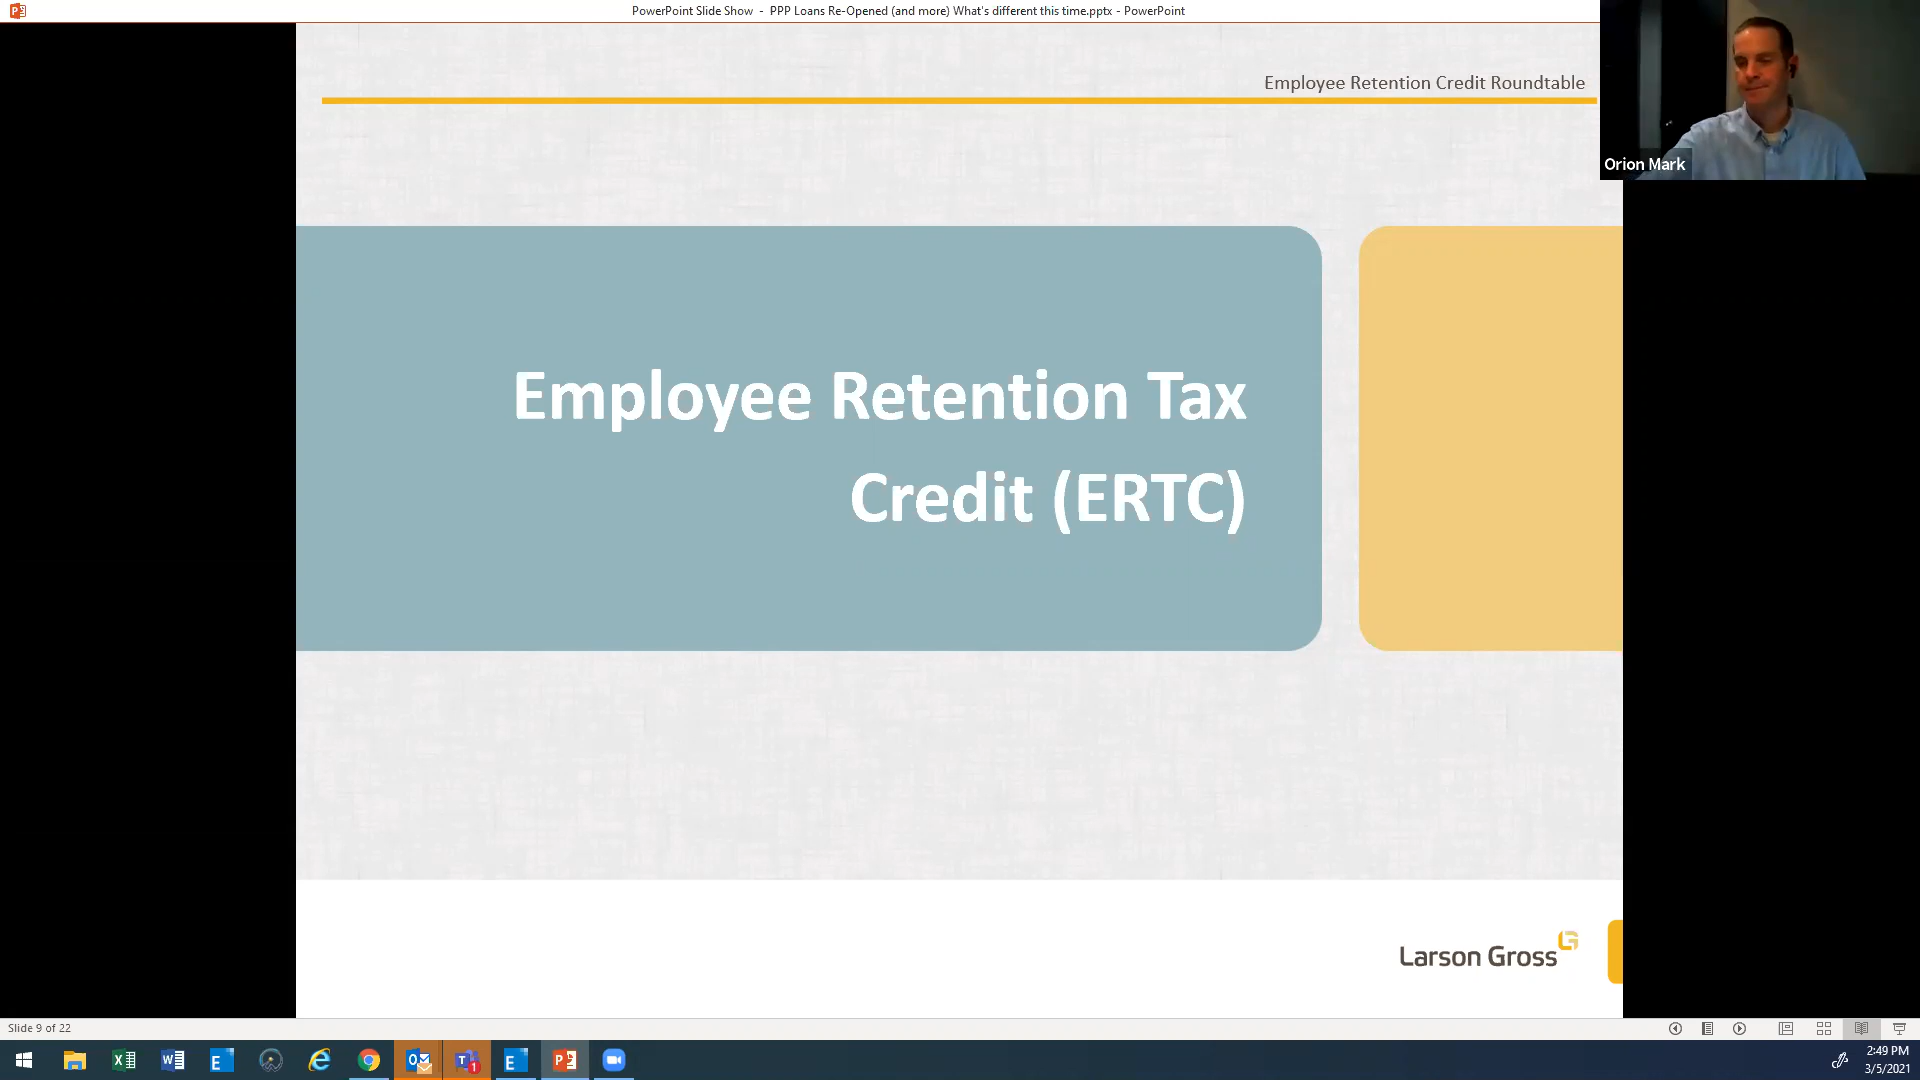 PowerPoint Slide Show - PPP Loans Re-Opened (and more) What's different this time.pptx - PowerPoint
Employee Retention Credit Roundtable
Orion Mark
Employee Retention Tax
Credit (ERTC)
Larson Gross
Slide 9 of 22
2:49 PM
3/5/2021